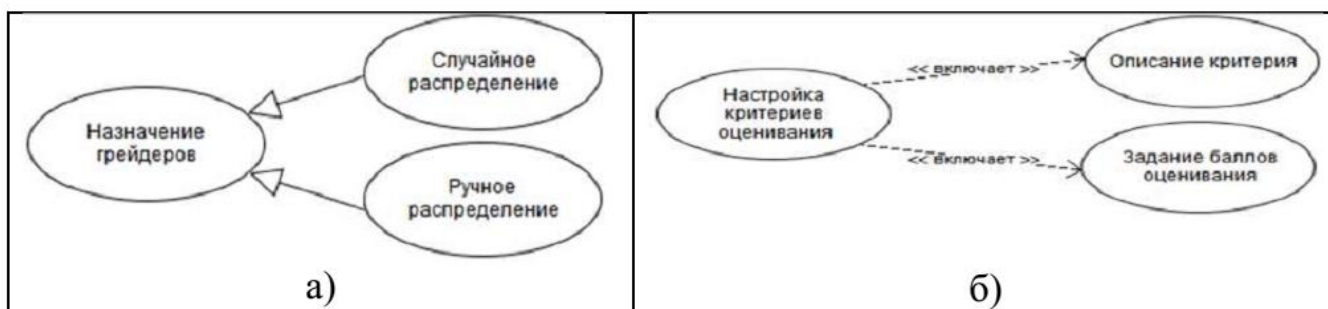 Случайное
распределение
Назначение
грейдеров
Ручное
распределение
а)
<< включает >>
Описание критерия
Настройка
критериев
оценивания
<< включает >>
Задание баллов
оценивания
б)